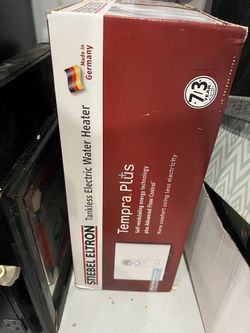 Made in
Germany
STIEBEL ELTRON
Tankless Electric Water Heater
7/3
Tempra Plus
Self-modulating energy technology
plus Advanced Flow Control
more comfort using less electricity